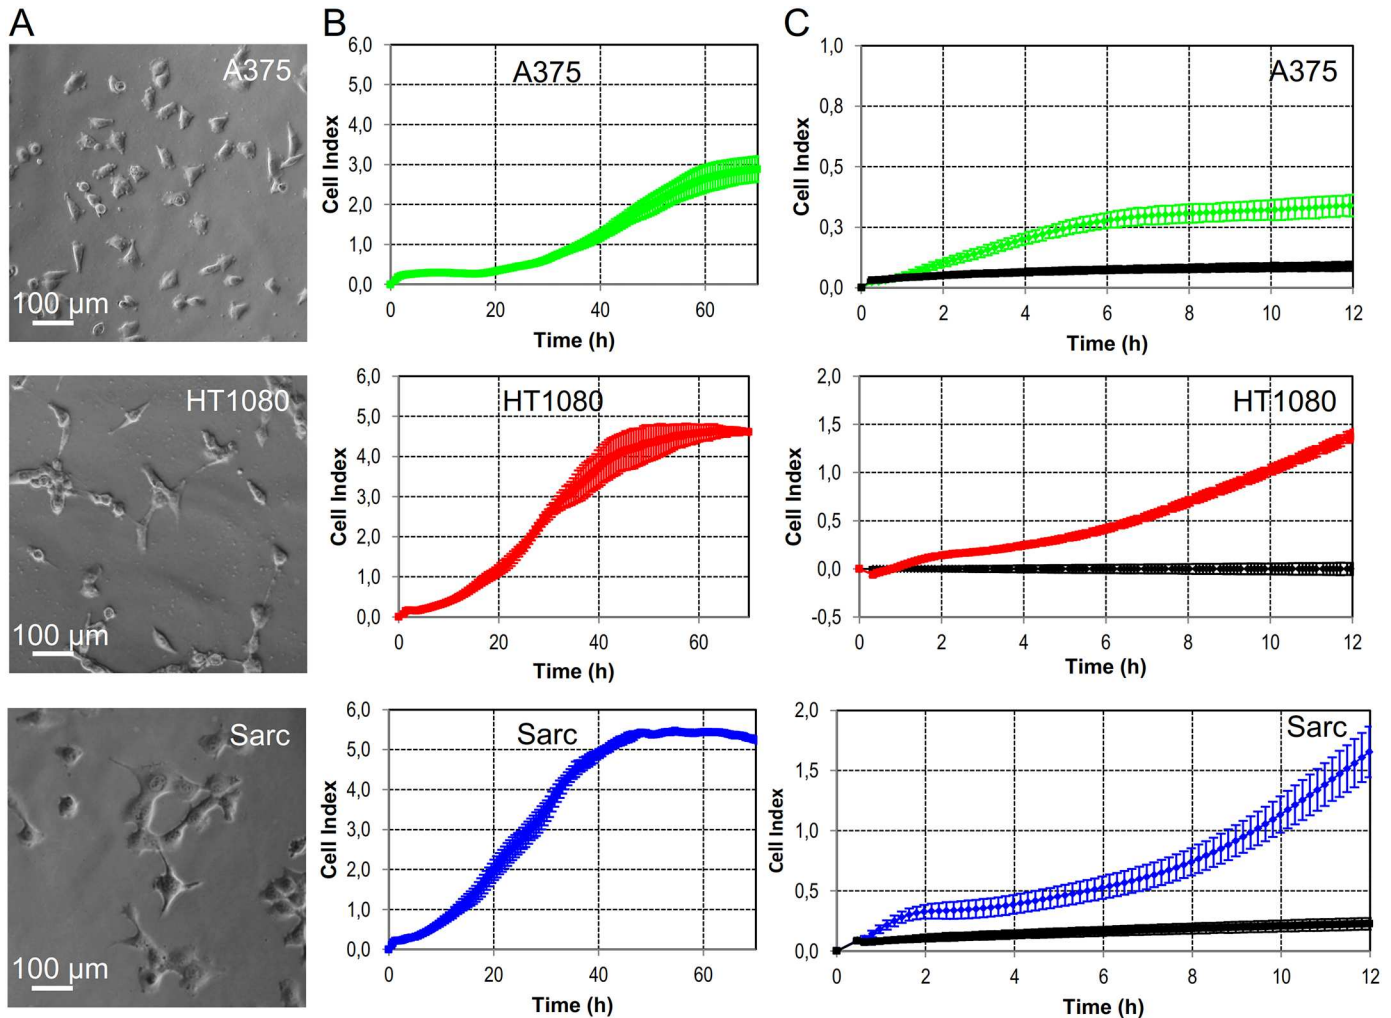 A
B
C
A375
100 µm
6,0
5,0
4,0
3,0
2,0
1,0
0,0
Cell Index
A375
0
20
40
60
Time (h)
1,0
0,8
0,5
0,3
0,0
Cell Index
A375
0
2
4
6
8
10
12
Time (h)
HT1080
100 µm
6,0
5,0
4,0
3,0
2,0
1,0
0,0
Cell Index
HT1080
0
20
40
60
Time (h)
2,0
1,5
1,0
0,5
0,0
-0,5
Cell Index
HT1080
0
2
4
6
8
10
12
Time (h)
Sarc
100 µm
6,0
5,0
4,0
3,0
2,0
1,0
0,0
Cell Index
Sarc
0
20
40
60
Time (h)
2,0
1,5
1,0
0,5
0,0
Cell Index
Sarc
0
2
4
6
8
10
12
Time (h)